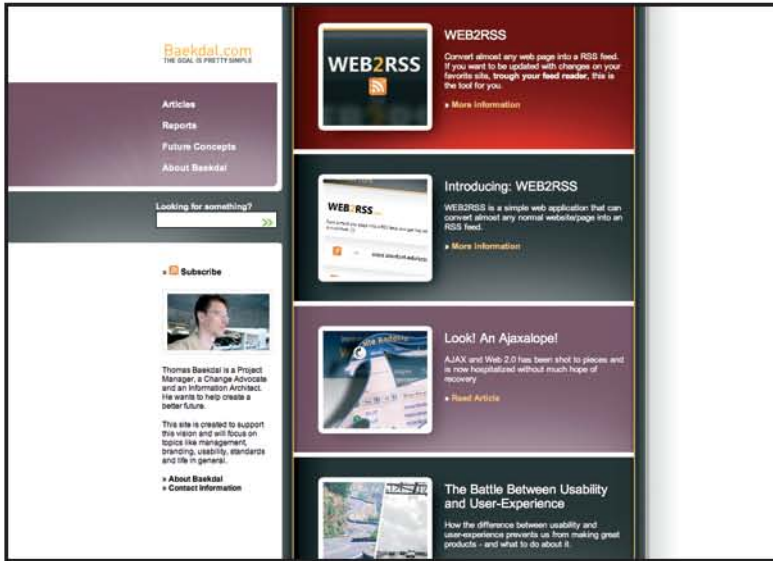 Baekdal.com
THE GOAL IS PRETTY SIMPLE
Articles
Reports
Future Concepts
About Baekdal
Looking for something?
»
» Subscribe
Thomas Baekdal is a Project
Manager, a Change Advocate
and an Information Architect.
He wants to help create a
better future.
This site is created to support
this vision and will focus on
topics like management,
branding, usability, standards
and life in general.
» About Baekdal
» Contact Information
WEB2RSS
WEB2RSS
Convert almost any web page into a RSS feed.
If you want to be updated with changes on your
favorite site, trough your feed reader, this is
the tool for you.
» More Information
WEB2RSS
Introducing: WEB2RSS
WEB2RSS is a simple web application that can
convert almost any normal website/page into an
RSS feed.
» More Information
Look! An Ajaxalope!
AJAX and Web 2.0 has been shot to pieces and
is now hospitalized without much hope of
recovery
» Read Article
The Battle Between Usability
and User-Experience
How the difference between usability and
user-experience prevents us from making great
products - and what to do about it.